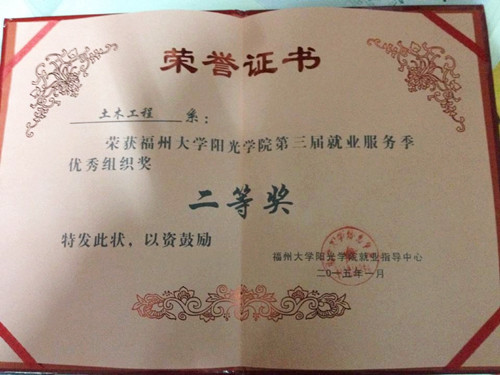 荣誉证书
土木工程 系：
荣获福州大学阳光学院第三届就业服务季
优秀组织奖
二等奖
特发此状，以资鼓励
福州大学阳光学院就业指导中心
二〇一五年一月